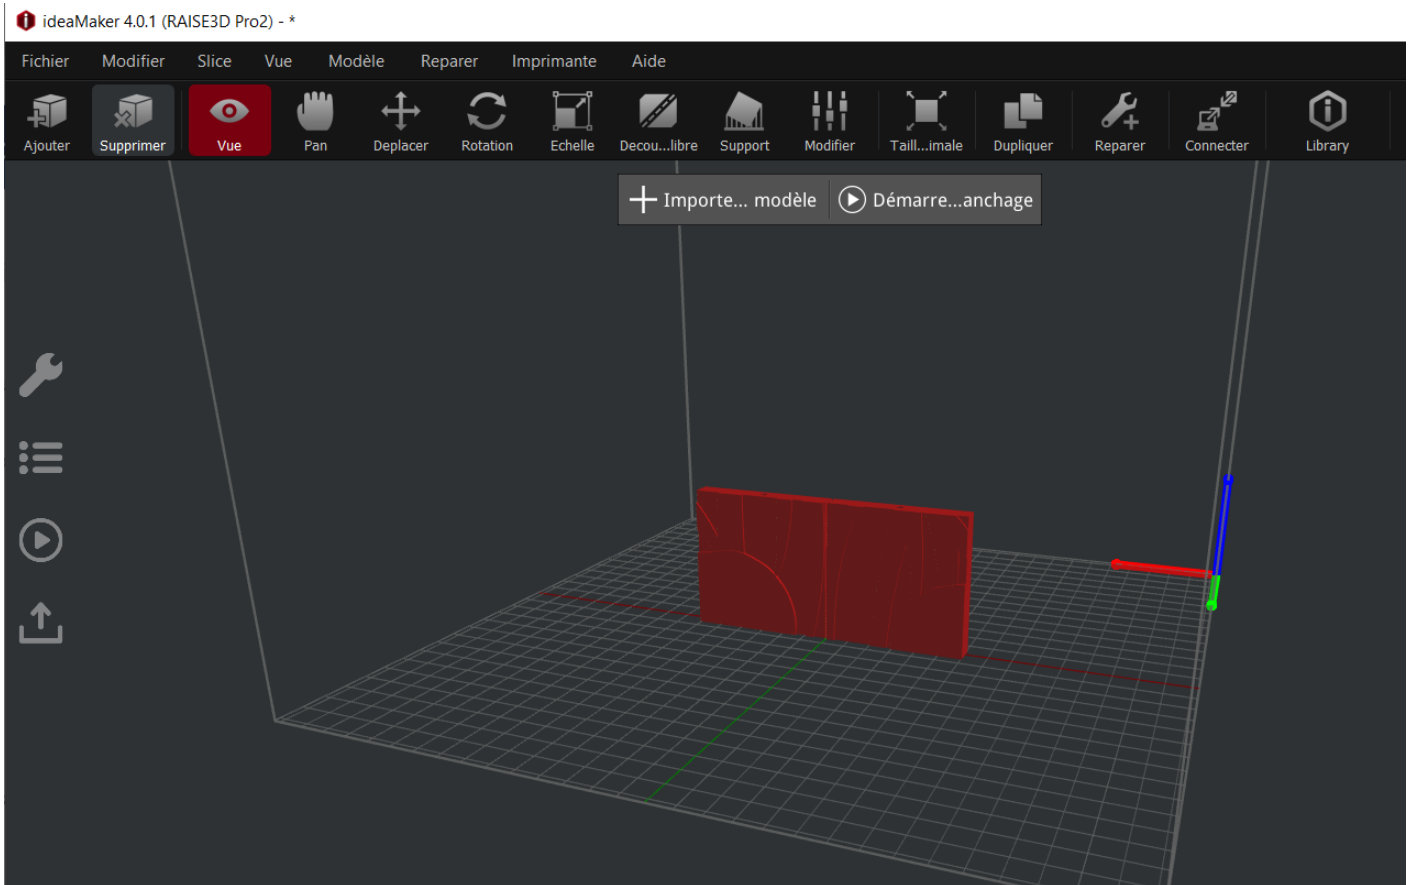 ideaMaker 4.0.1 (RAISE3D Pro2) - *
Fichier Modifier Slice Vue Modèle Reparer Imprimante Aide
Ajouter Supprimer Vue Pan Deplacer Rotation Echelle Decou...libre Support Modifier Taill...imale Dupliquer Reparer Connecter Library
Importe... modèle Démarre...anchage